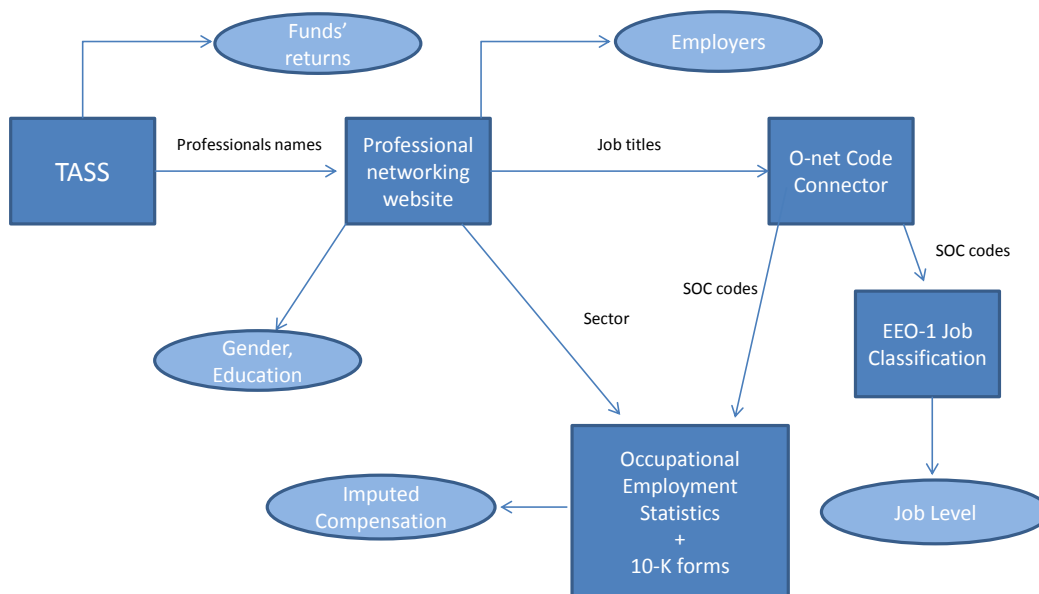 Funds'
returns
Employers
TASS
Professionals names
Professional
networking
website
Job titles
O-net Code
Connector
SOC codes
SOC codes
Sector
EEO-1 Job
Classification
Gender,
Education
Occupational
Employment
Statistics
+
10-K forms
Imputed
Compensation
Job Level